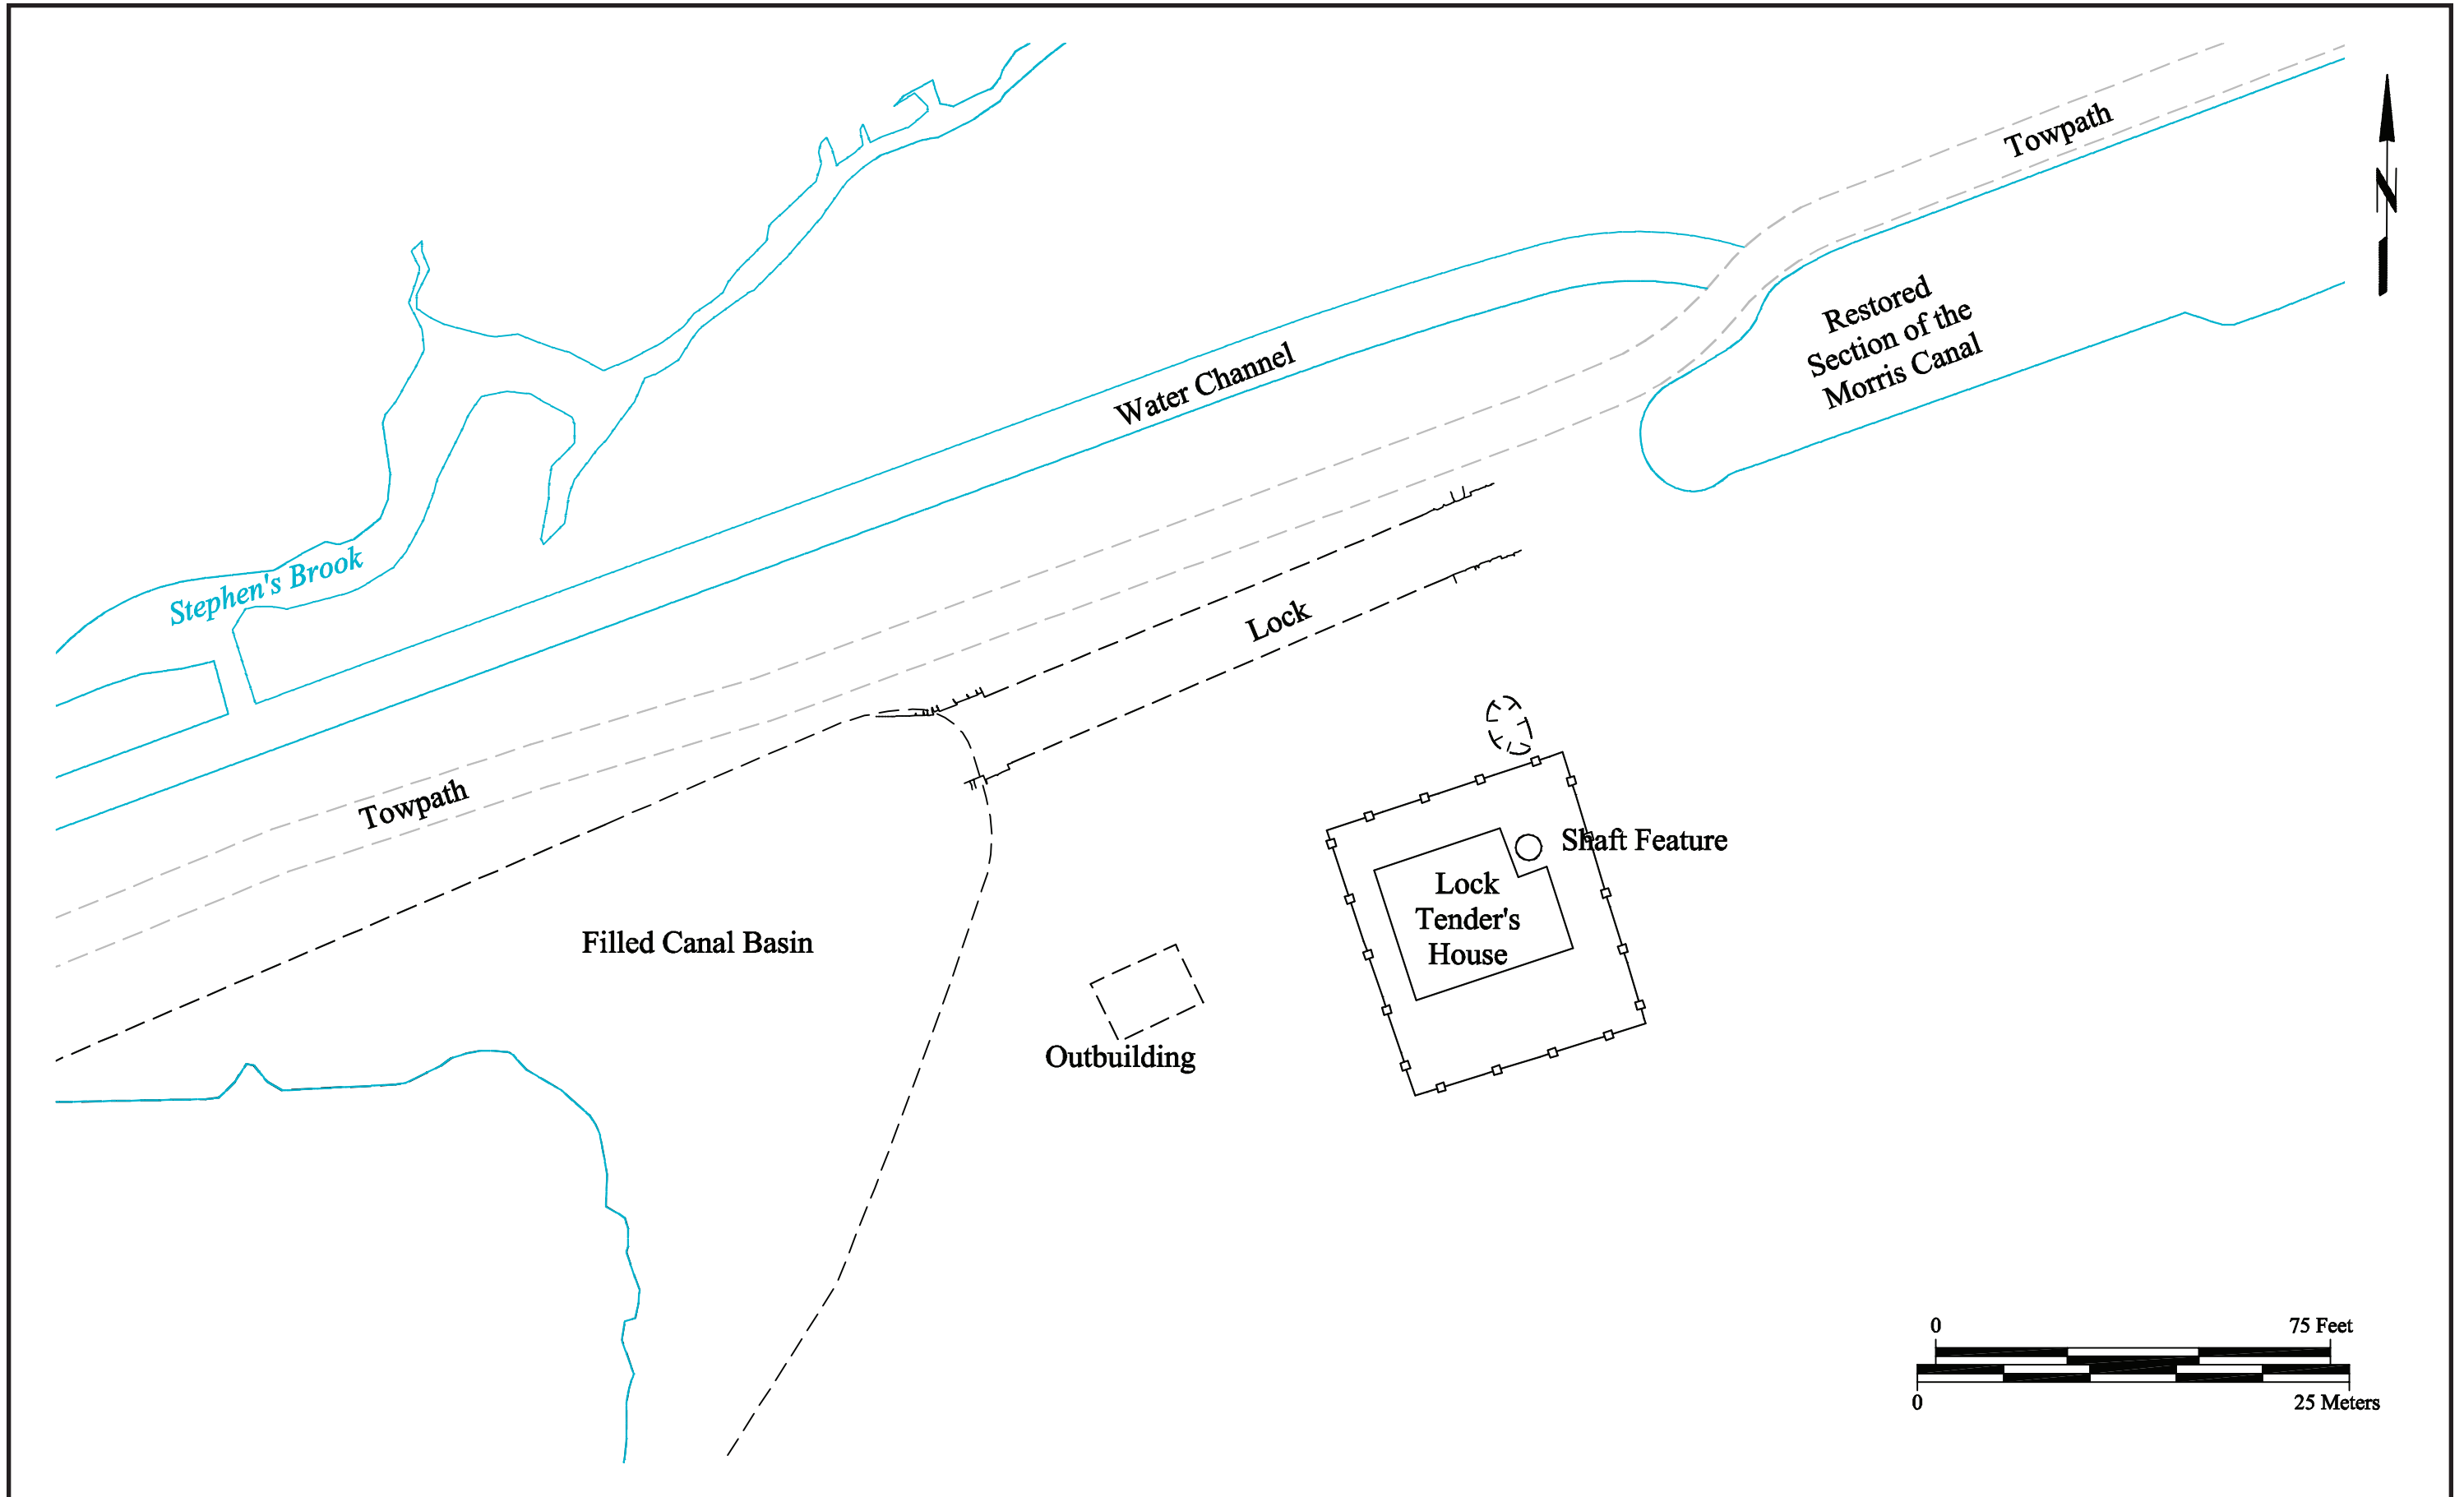 Towpath
N
Restored
Section of the
Morris Canal
Water Channel
Stephen's Brook
Lock
Towpath
Shaft Feature
Lock
Tender's
House
Filled Canal Basin
Outbuilding
0 75 Feet
0 25 Meters